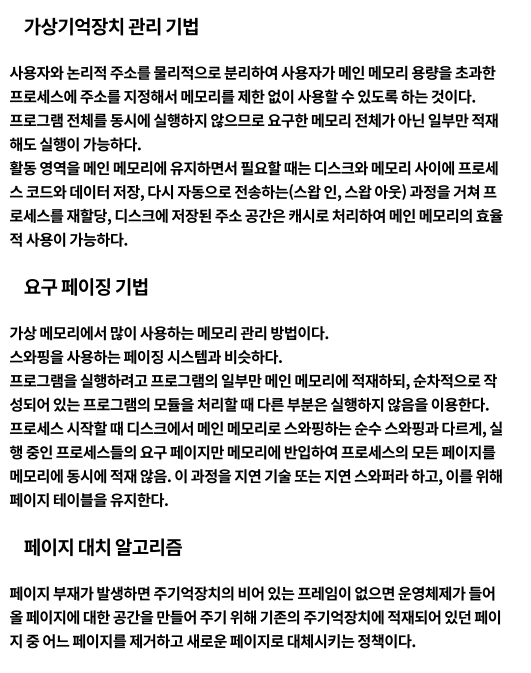 가상기억장치 관리 기법
사용자와 논리적 주소를 물리적으로 분리하여 사용자가 메인 메모리 용량을 초과한
프로세스에 주소를 지정해서 메모리를 제한 없이 사용할 수 있도록 하는 것이다.
프로그램 전체를 동시에 실행하지 않으므로 요구한 메모리 전체가 아닌 일부만 적재
해도 실행이 가능하다.
활동 영역을 메인 메모리에 유지하면서 필요할 때는 디스크와 메모리 사이에 프로세
스 코드와 데이터 저장, 다시 자동으로 전송하는(스왑 인, 스왑 아웃) 과정을 거쳐 프
로세스를 재할당, 디스크에 저장된 주소 공간은 캐시로 처리하여 메인 메모리의 효율
적 사용이 가능하다.
요구 페이징 기법
가상 메모리에서 많이 사용하는 메모리 관리 방법이다.
스와핑을 사용하는 페이징 시스템과 비슷하다.
프로그램을 실행하려고 프로그램의 일부만 메인 메모리에 적재하되, 순차적으로 작
성되어 있는 프로그램의 모듈을 처리할 때 다른 부분은 실행하지 않음을 이용한다.
프로세스 시작할 때 디스크에서 메인 메모리로 스와핑하는 순수 스와핑과 다르게, 실
행 중인 프로세스들의 요구 페이지만 메모리에 반입하여 프로세스의 모든 페이지를
메모리에 동시에 적재 않음. 이 과정을 지연 기술 또는 지연 스와퍼라 하고, 이를 위해
페이지 테이블을 유지한다.
페이지 대치 알고리즘
페이지 부재가 발생하면 주기억장치의 비어 있는 프레임이 없으면 운영체제가 들어
올 페이지에 대한 공간을 만들어 주기 위해 기존의 주기억장치에 적재되어 있던 페이
지 중 어느 페이지를 제거하고 새로운 페이지로 대체시키는 정책이다.